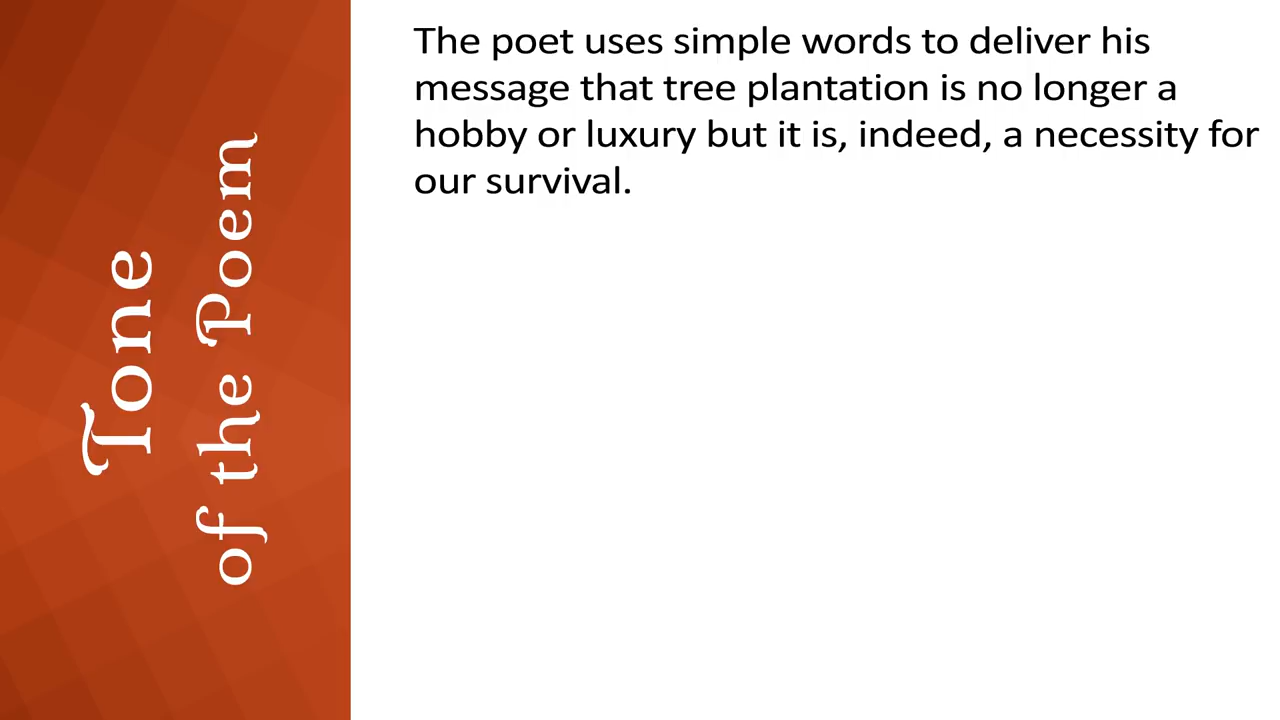 Tone
of the Poem
The poet uses simple words to deliver his
message that tree plantation is no longer a
hobby or luxury but it is, indeed, a necessity for
our survival.